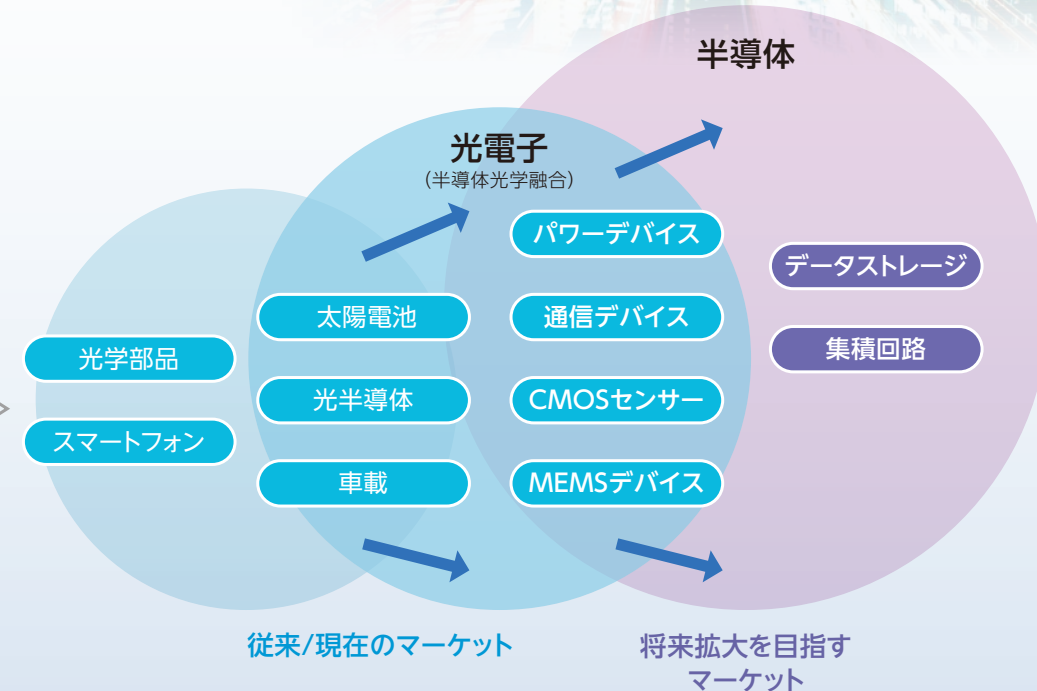 半導体
光電子
(半導体光学融合)
光学部品
スマートフォン
太陽電池
光半導体
車載
パワーデバイス
通信デバイス
CMOSセンサー
MEMSデバイス
データストレージ
集積回路
従来/現在のマーケット
将来拡大を目指す
マーケット